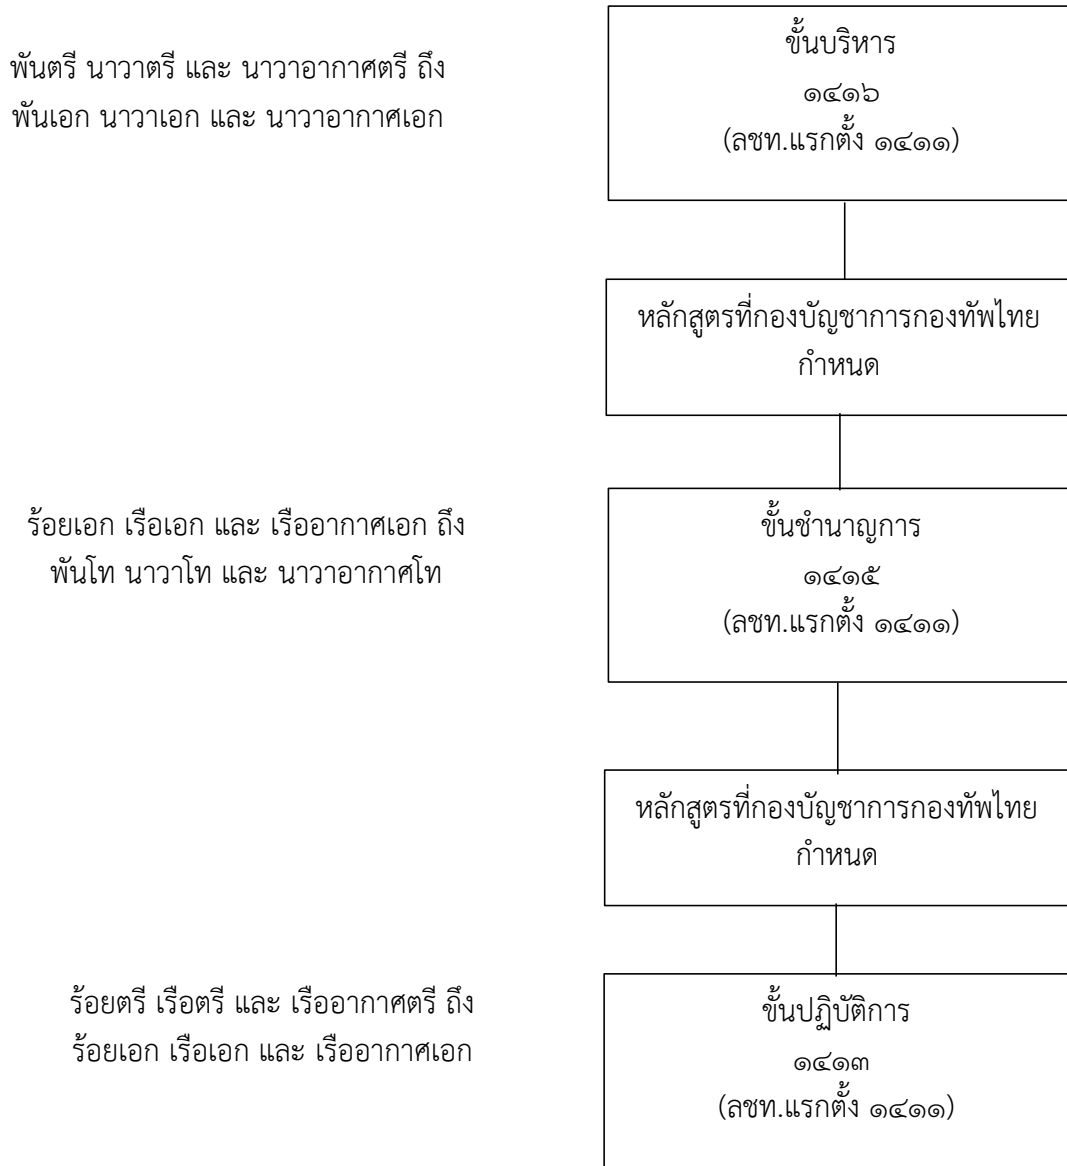 พันตรี นาวาตรี และ นาวาอากาศตรี ถึง
พันเอก นาวาเอก และ นาวาอากาศเอก
ขั้นบริหาร
๑๔๑๖
(ลชท.แรกตั้ง ๑๔๑๑)
หลักสูตรที่กองบัญชาการกองทัพไทย
กำหนด
ร้อยเอก เรือเอก และ เรืออากาศเอก ถึง
พันโท นาวาโท และ นาวาอากาศโท
ขั้นชำนาญการ
๑๔๑๕
(ลชท.แรกตั้ง ๑๔๑๑)
หลักสูตรที่กองบัญชาการกองทัพไทย
กำหนด
ร้อยตรี เรือตรี และ เรืออากาศตรี ถึง
ร้อยเอก เรือเอก และ เรืออากาศเอก
ขั้นปฏิบัติการ
๑๔๑๓
(ลชท.แรกตั้ง ๑๔๑๑)